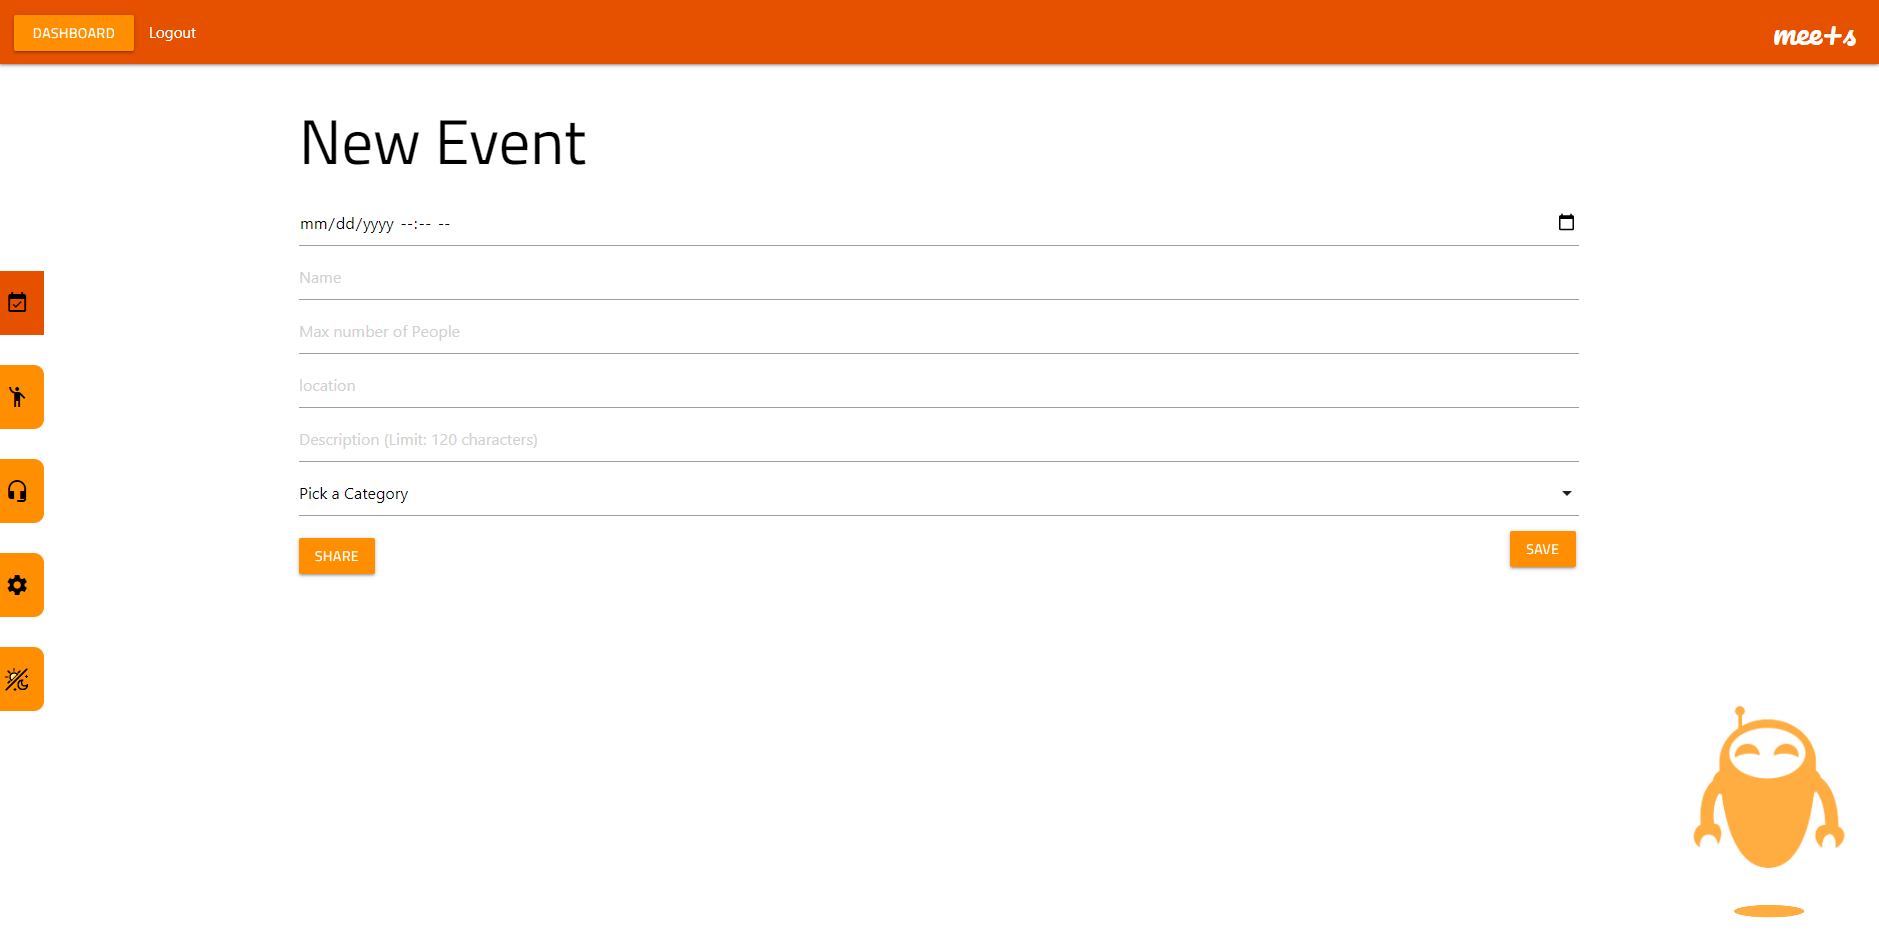 DASHBOARD Logout meets
New Event
mm/dd/yyyy --:-- --
Name
Max number of People
location
Description (Limit: 120 characters)
Pick a Category
SHARE SAVE